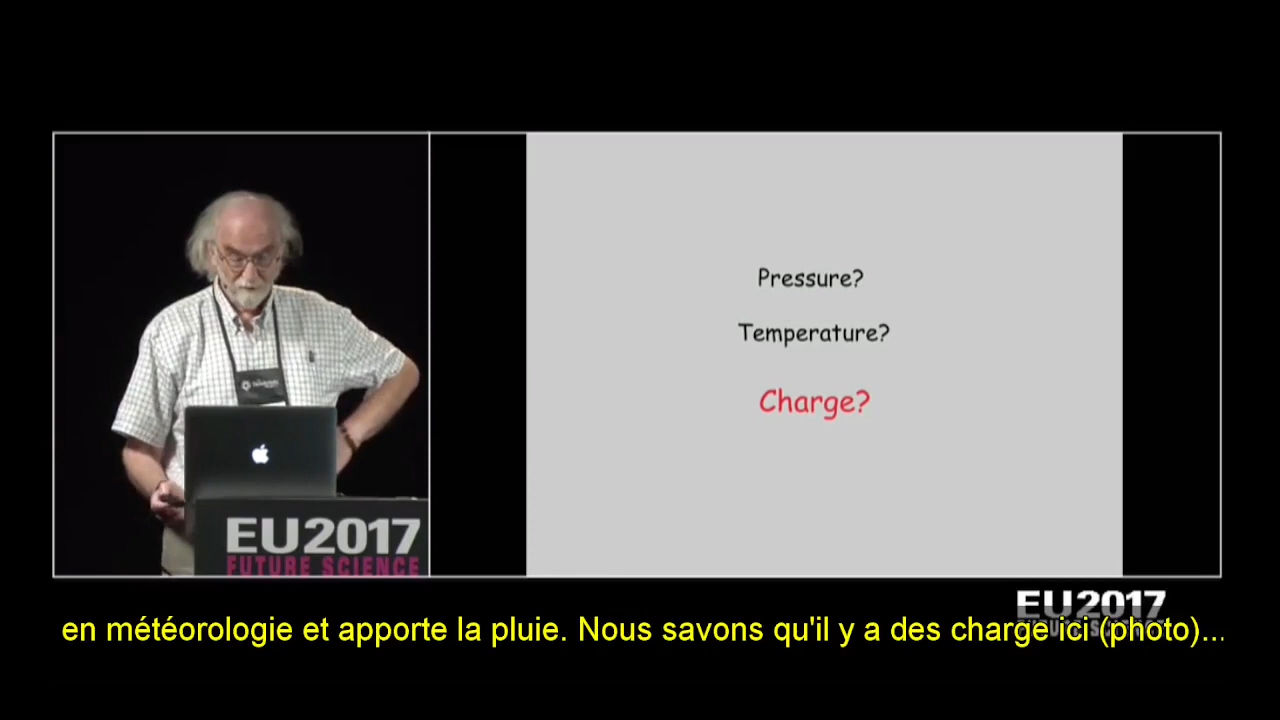 Pressure?
Temperature?
Charge?
EU2017
FUTURE SCIENCE
EU2017
en météorologie et apporte la pluie. Nous savons qu'il y a des charge ici (photo)...